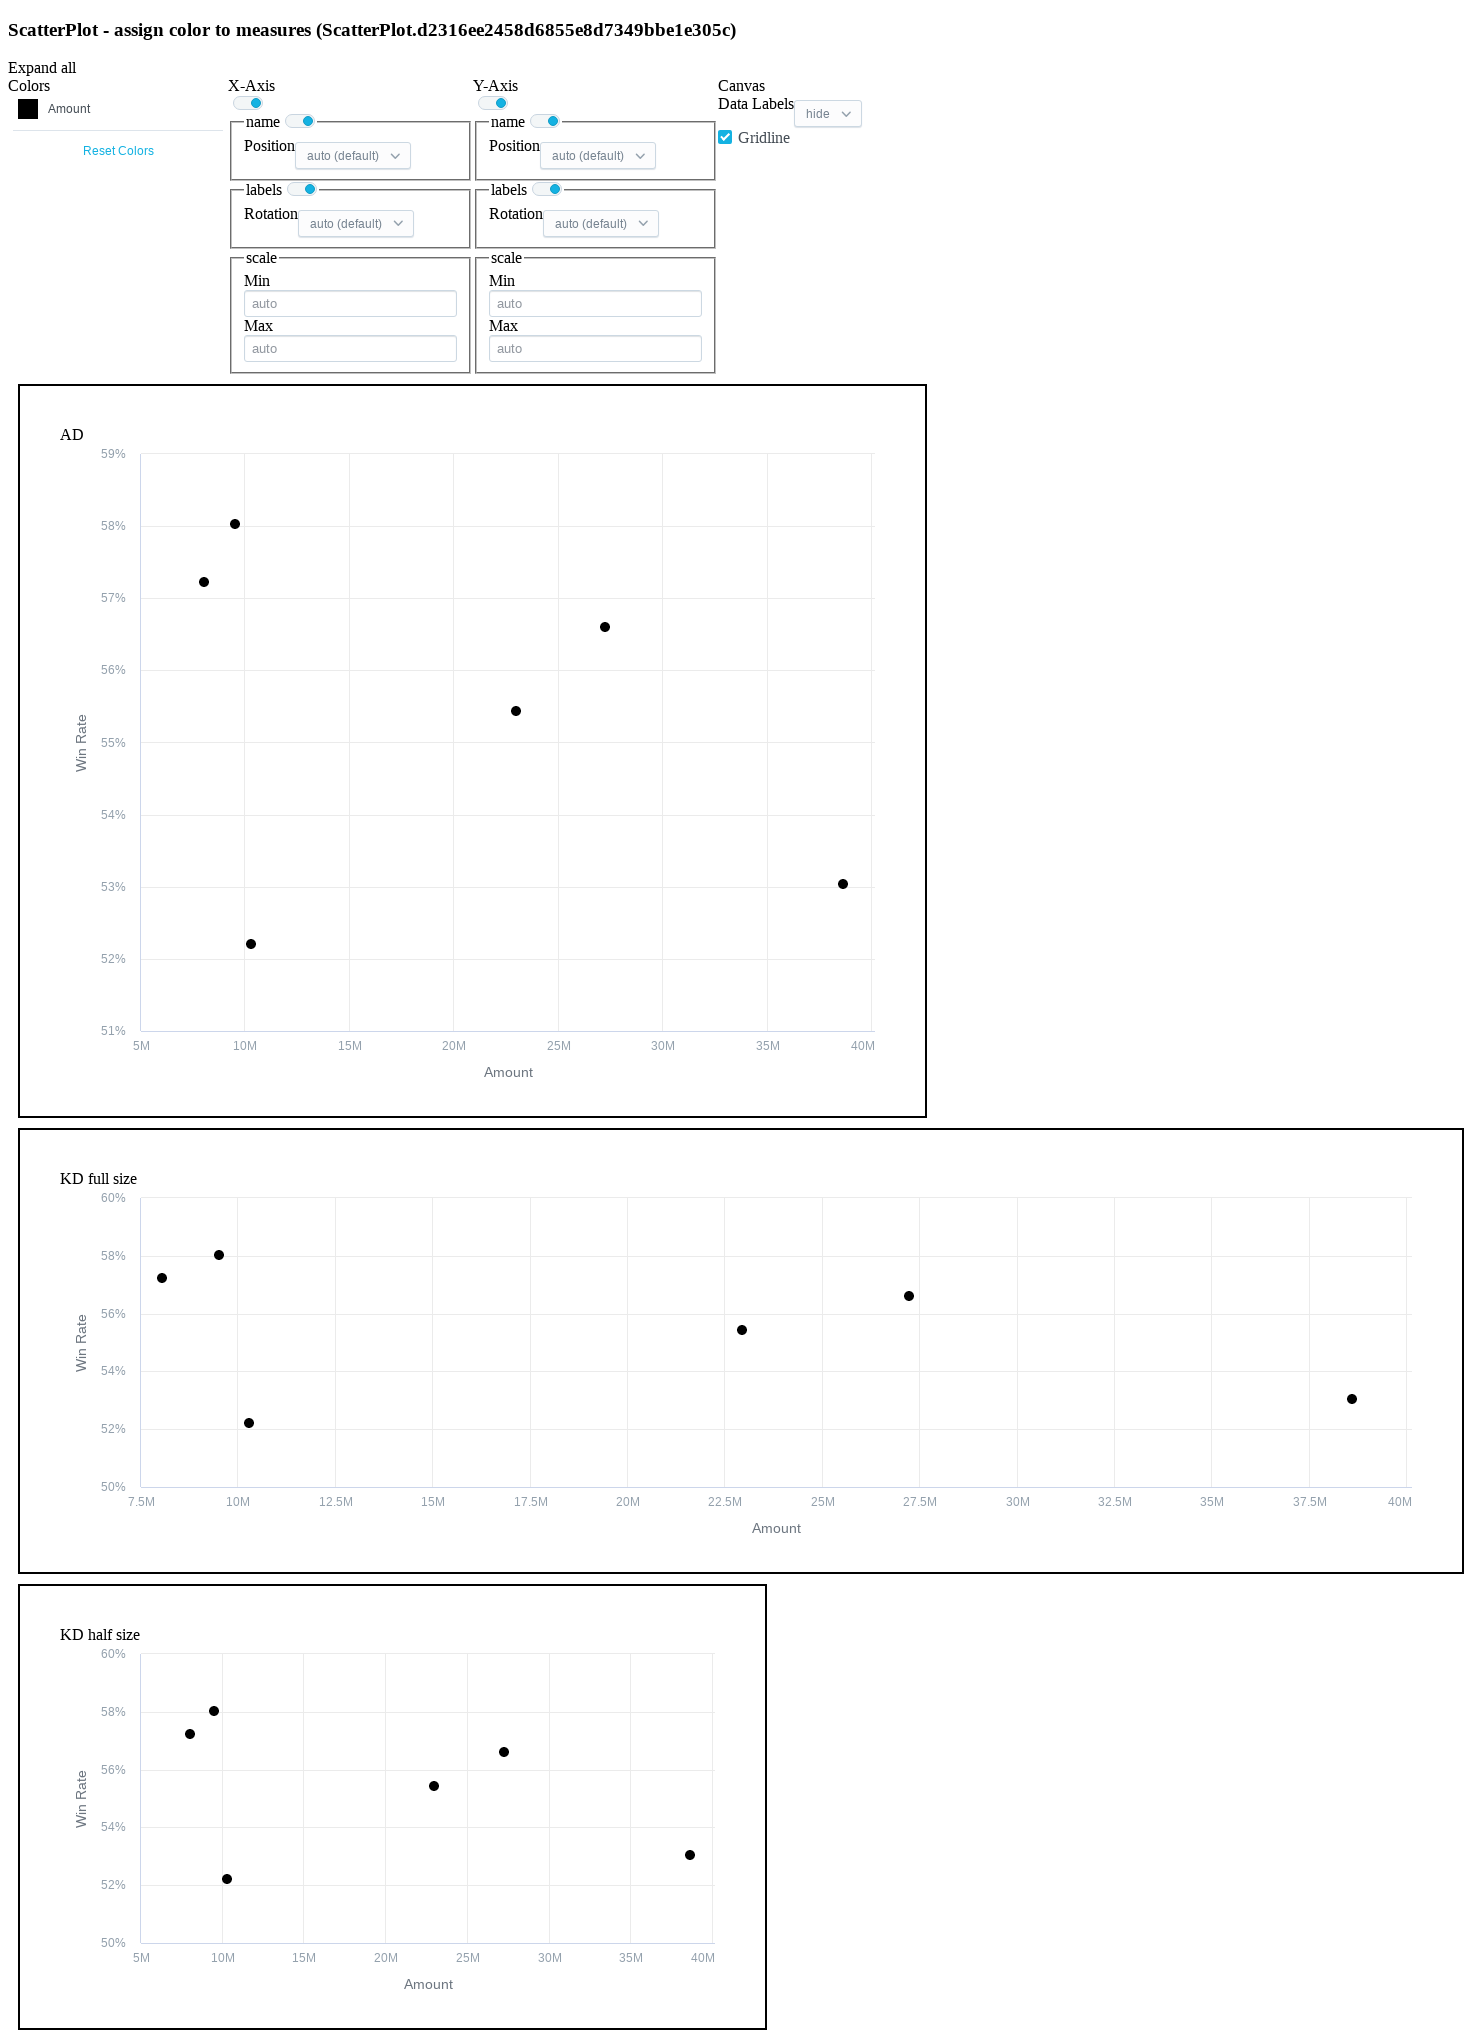 ScatterPlot - assign color to measures (ScatterPlot.d2316ee2458d6855e8d7349bbe1e305c)
Expand all
Colors
Amount
Reset Colors
X-Axis
name
Position auto (default)
labels
Rotation auto (default)
scale
Min
auto
Max
auto
Y-Axis
name
Position auto (default)
labels
Rotation auto (default)
scale
Min
auto
Max
auto
Canvas
Data Labels hide
Gridline
AD
59%
58%
57%
56%
55%
54%
53%
52%
51%
Win Rate
5M 10M 15M 20M 25M 30M 35M 40M
Amount
KD full size
60%
58%
56%
54%
52%
50%
Win Rate
7.5M 10M 12.5M 15M 17.5M 20M 22.5M 25M 27.5M 30M 32.5M 35M 37.5M 40M
Amount
KD half size
60%
58%
56%
54%
52%
50%
Win Rate
5M 10M 15M 20M 25M 30M 35M 40M
Amount